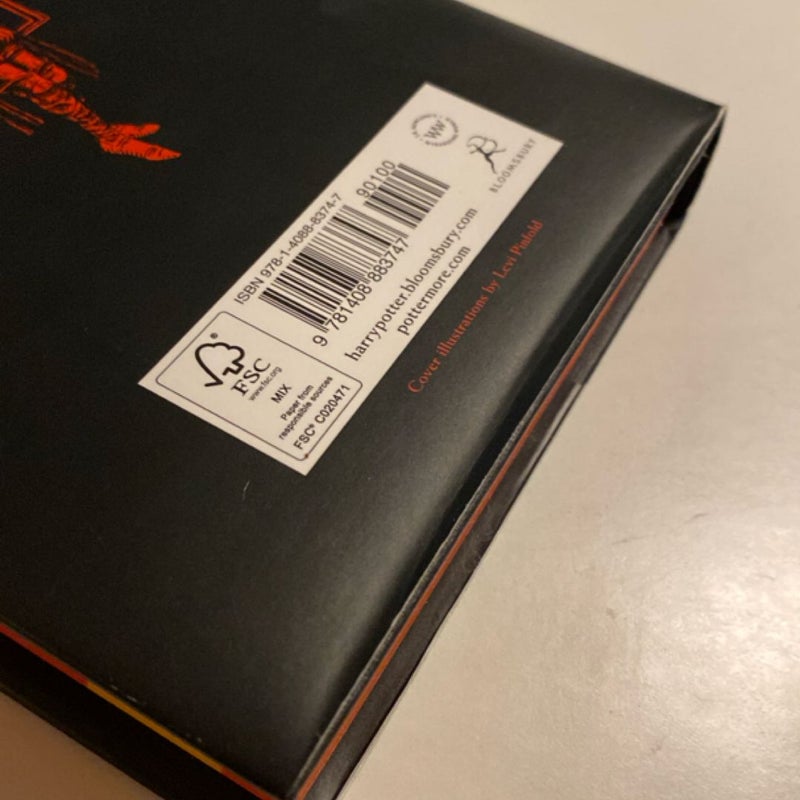 ISBN 978-1-4088-8374-7
90100
9 781408 883747
harrypotter.bloomsbury.com
pottermore.com
WW
BLOOMSBURY
FSC
®
www.fsc.org
MIX
Paper from
responsible sources
FSC® C020471
Cover illustrations by Levi Pinfold